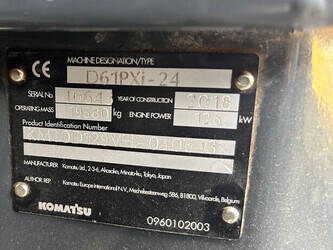 CE MACHINE DESIGNATION/TYPE
D61PXi-24
SERIAL No YEAR OF CONSTRUCTION 2018
OPERATING MASS kg ENGINE POWER 126 kW
Product Identification Number
MANUFACTURER Komatsu Ltd., 2-3-6, Akasaka, Minato-ku, Tokyo, Japan
AUTHOR REP Komatsu Europe International N.V., Mechelsesteenweg 586, B1800, Vilvoorde, Belgium
KOMATSU 0960102003